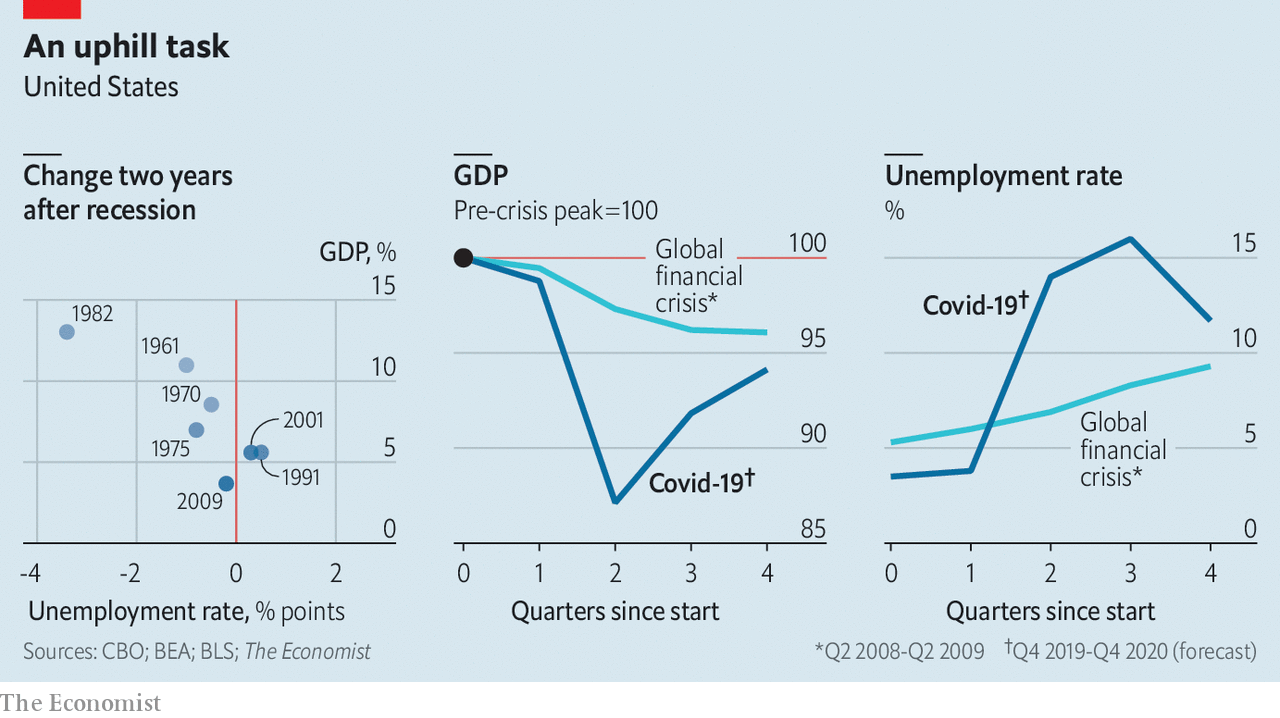 An uphill task
United States
Change two years
after recession
GDP, %
15
10
5
0
1982
1961
1970
1975
2001
1991
2009
-4 -2 0 2
Unemployment rate, % points
GDP
Pre-crisis peak=100
100
95
90
85
Global
financial
crisis*
Covid-19†
0 1 2 3 4
Quarters since start
Unemployment rate
%
15
10
5
0
Covid-19†
Global
financial
crisis*
0 1 2 3 4
Quarters since start
Sources: CBO; BEA; BLS; The Economist
*Q2 2008-Q2 2009 †Q4 2019-Q4 2020 (forecast)
The Economist